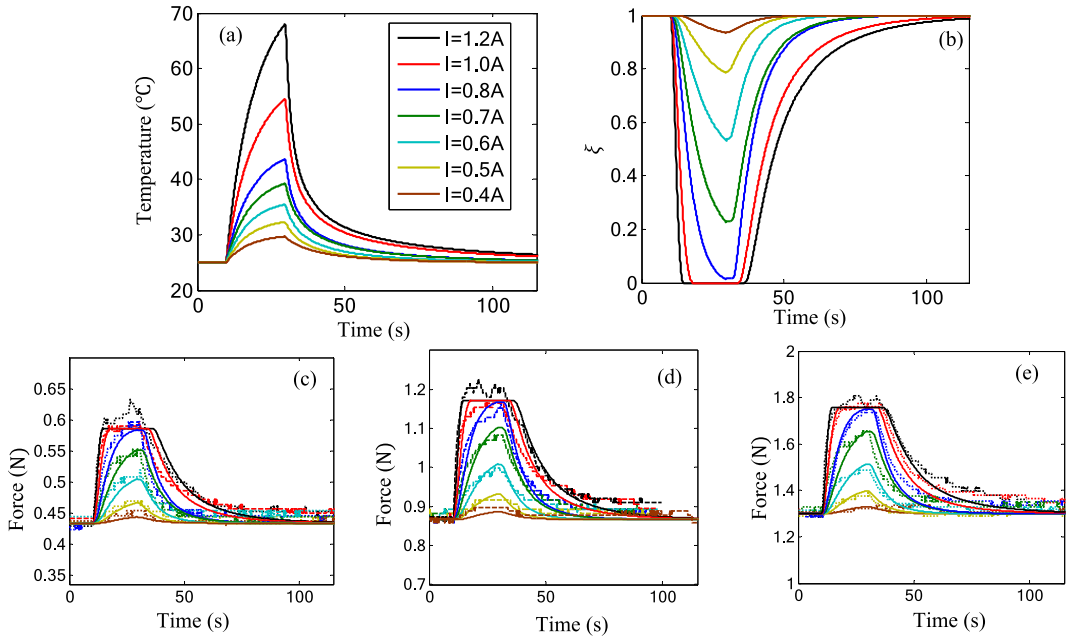 70
60
50
40
30
20
0
50
100
Temperature (℃)
Time (s)
(a)
I=1.2A
I=1.0A
I=0.8A
I=0.7A
I=0.6A
I=0.5A
I=0.4A
1
0.8
0.6
0.4
0.2
0
0
50
100
ξ
Time (s)
(b)
0.65
0.6
0.55
0.5
0.45
0.4
0.35
0
50
100
Force (N)
Time (s)
(c)
1.2
1.1
1
0.9
0.8
0.7
0
50
100
Force (N)
Time (s)
(d)
2
1.8
1.6
1.4
1.2
1
0
50
100
Force (N)
Time (s)
(e)